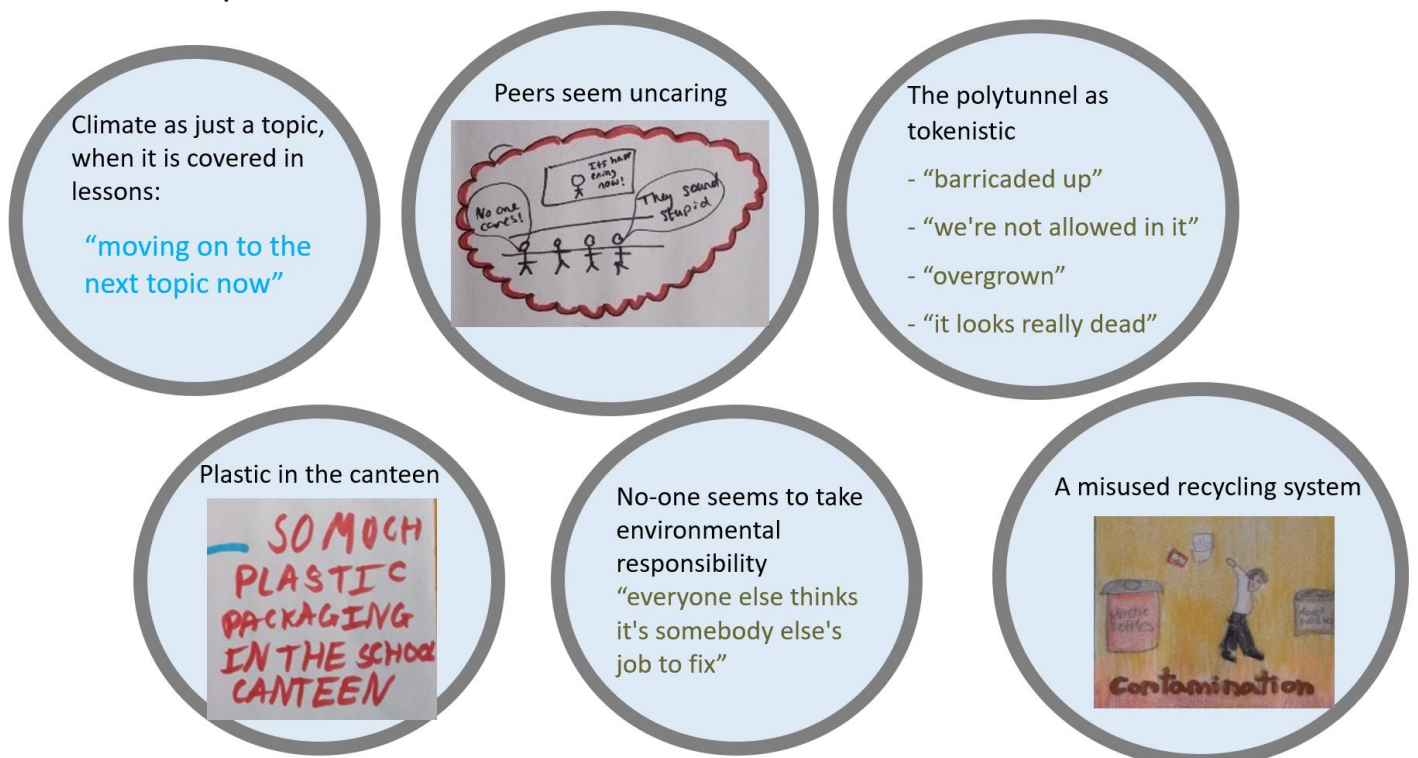 Climate as just a topic,
when it is covered in
lessons:
“moving on to the
next topic now”
Peers seem uncaring
Its happ
ening
now!
No one
cares!
They sound
stupid
The polytunnel as
tokenistic
- “barricaded up”
- “we're not allowed in it”
- “overgrown”
- “it looks really dead”
Plastic in the canteen
SO MUCH
PLASTIC
PACKAGING
IN THE SCHOOL
CANTEEN
No-one seems to take
environmental
responsibility
“everyone else thinks
it's somebody else's
job to fix”
A misused recycling system
plastic
bottles
Contamination